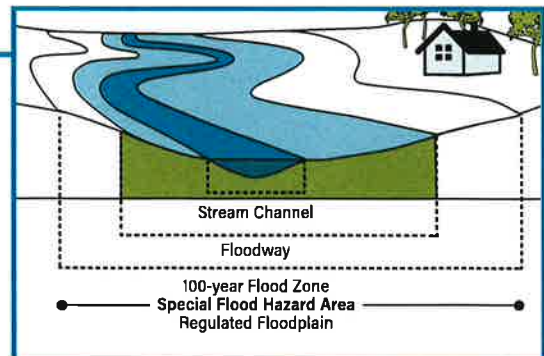 Stream Channel
Floodway
100-year Flood Zone
Special Flood Hazard Area
Regulated Floodplain